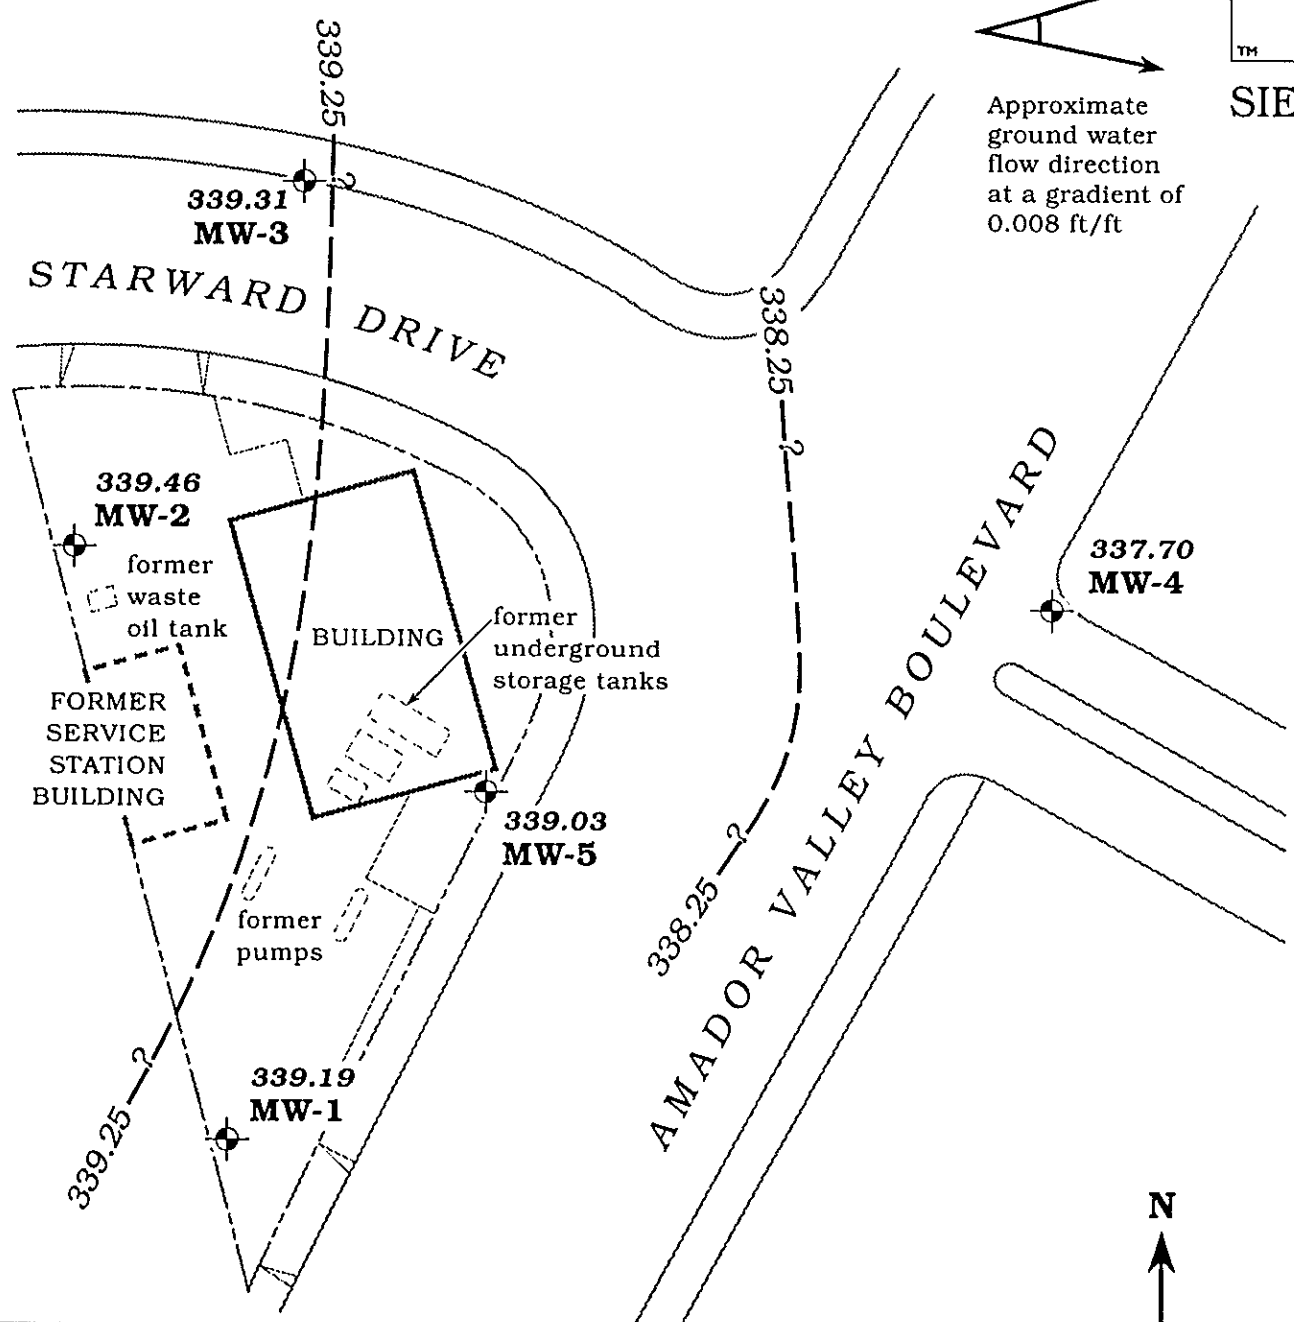 339.25
TM
SIE
Approximate
ground water
flow direction
at a gradient of
0.008 ft/ft
?
339.31
MW-3
STARWARD DRIVE
338.25
?
339.46
MW-2
former
waste
oil tank
BUILDING
former
underground
storage tanks
337.70
MW-4
FORMER
SERVICE
STATION
BUILDING
339.03
MW-5
?
338.25
AMADOR VALLEY BOULEVARD
former
pumps
?
339.25
339.19
MW-1
N